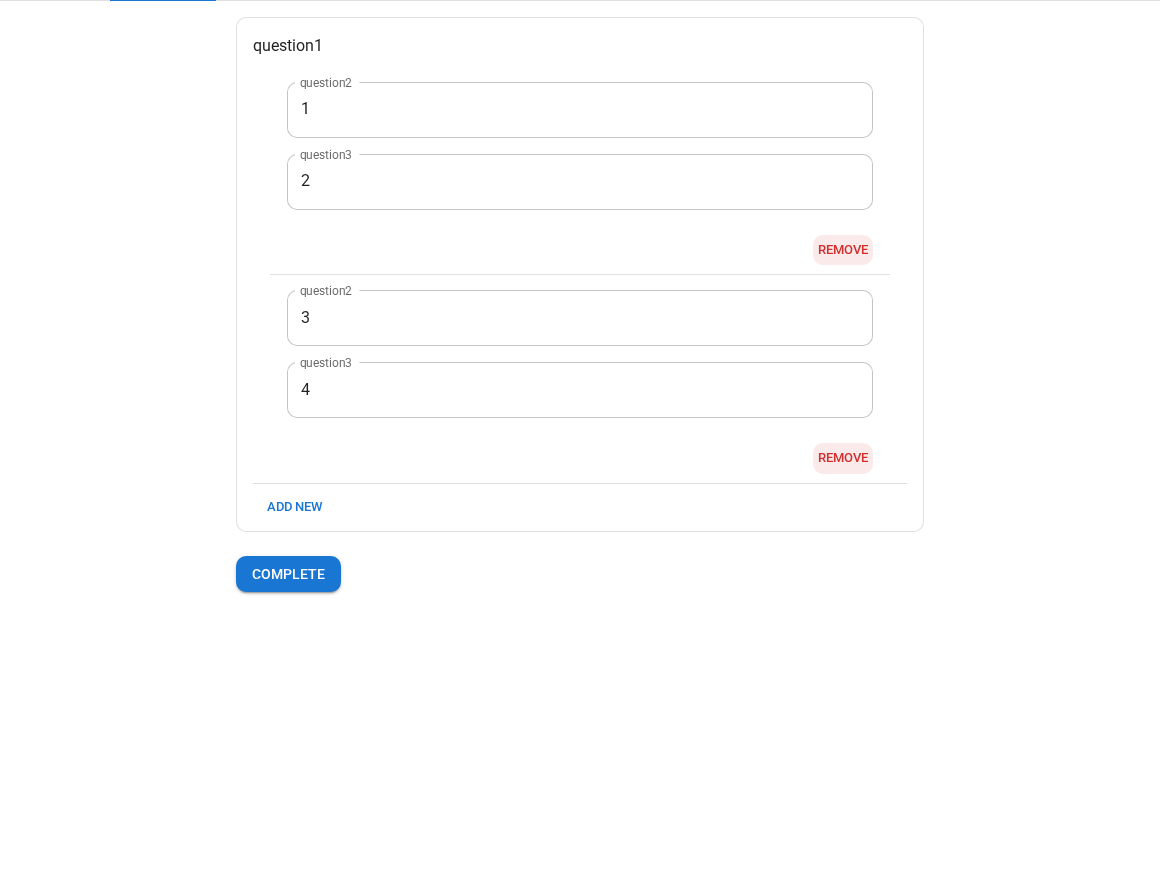 question1
question2
1
question3
2
REMOVE
question2
3
question3
4
REMOVE
ADD NEW
COMPLETE